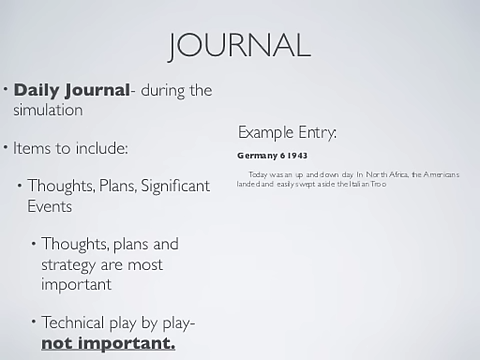 JOURNAL
• Daily Journal- during the
simulation
• Items to include:
• Thoughts, Plans, Significant
Events
• Thoughts, plans and
strategy are most
important
• Technical play by play-
not important.
Example Entry:
Germany 6 1943
Today was an up and down day. In North Africa, the Americans
landed and easily swept aside the Italian Troo